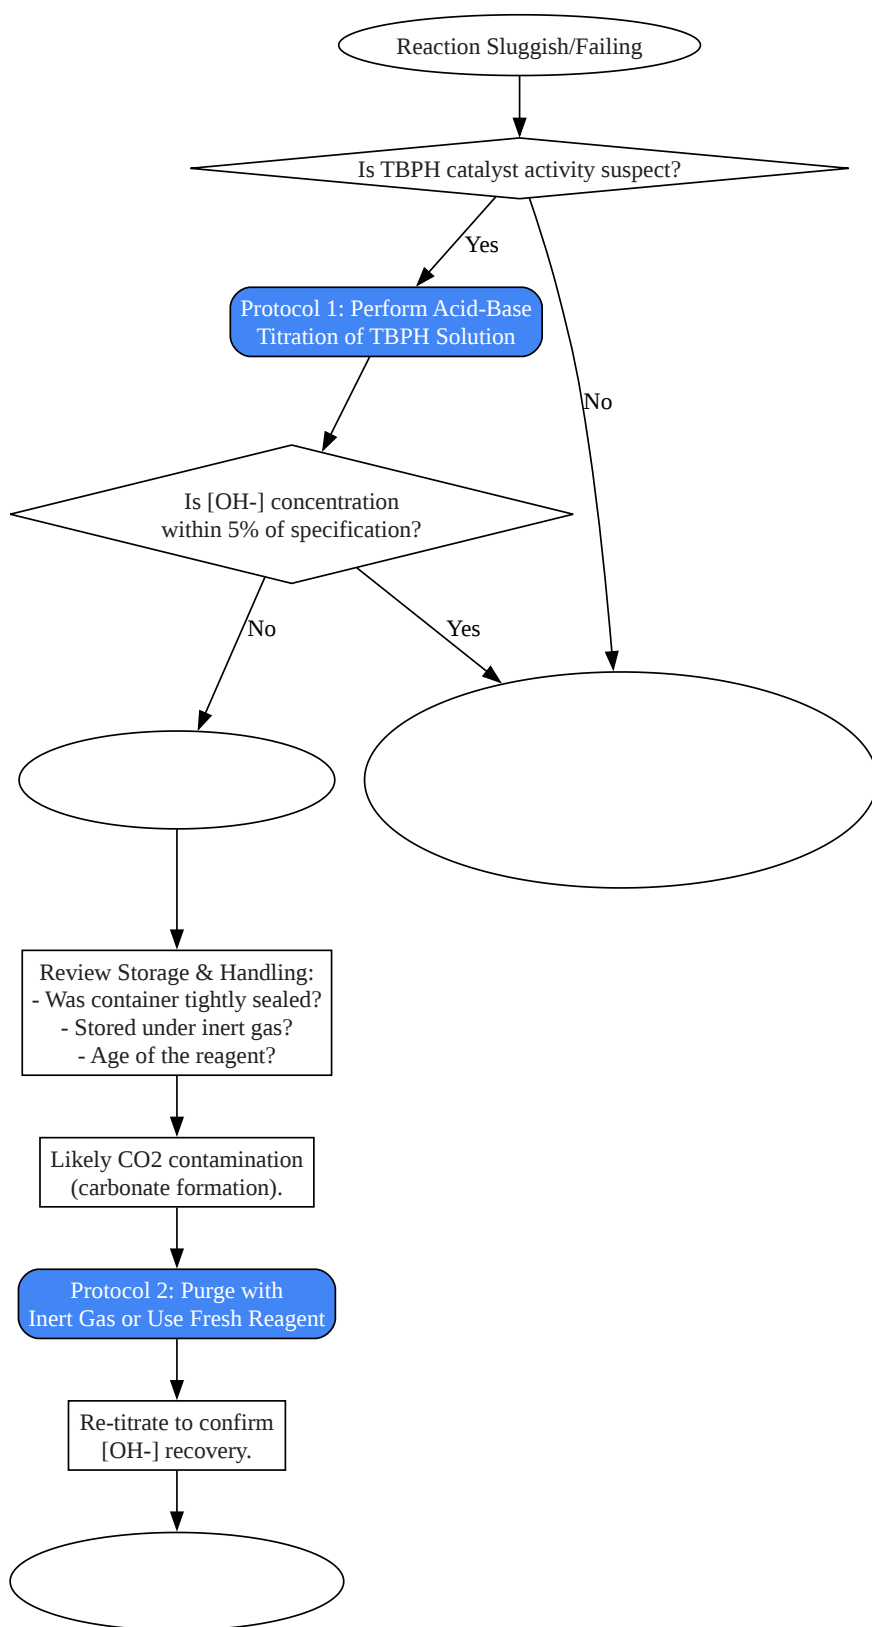 Reaction Sluggish/Failing
Is TBPH catalyst activity suspect?
Yes
Protocol 1: Perform Acid-Base
Titration of TBPH Solution
No
Is [OH-] concentration
within 5% of specification?
No
Yes
Review Storage & Handling:
- Was container tightly sealed?
- Stored under inert gas?
- Age of the reagent?
Likely CO2 contamination
(carbonate formation).
Protocol 2: Purge with
Inert Gas or Use Fresh Reagent
Re-titrate to confirm
[OH-] recovery.